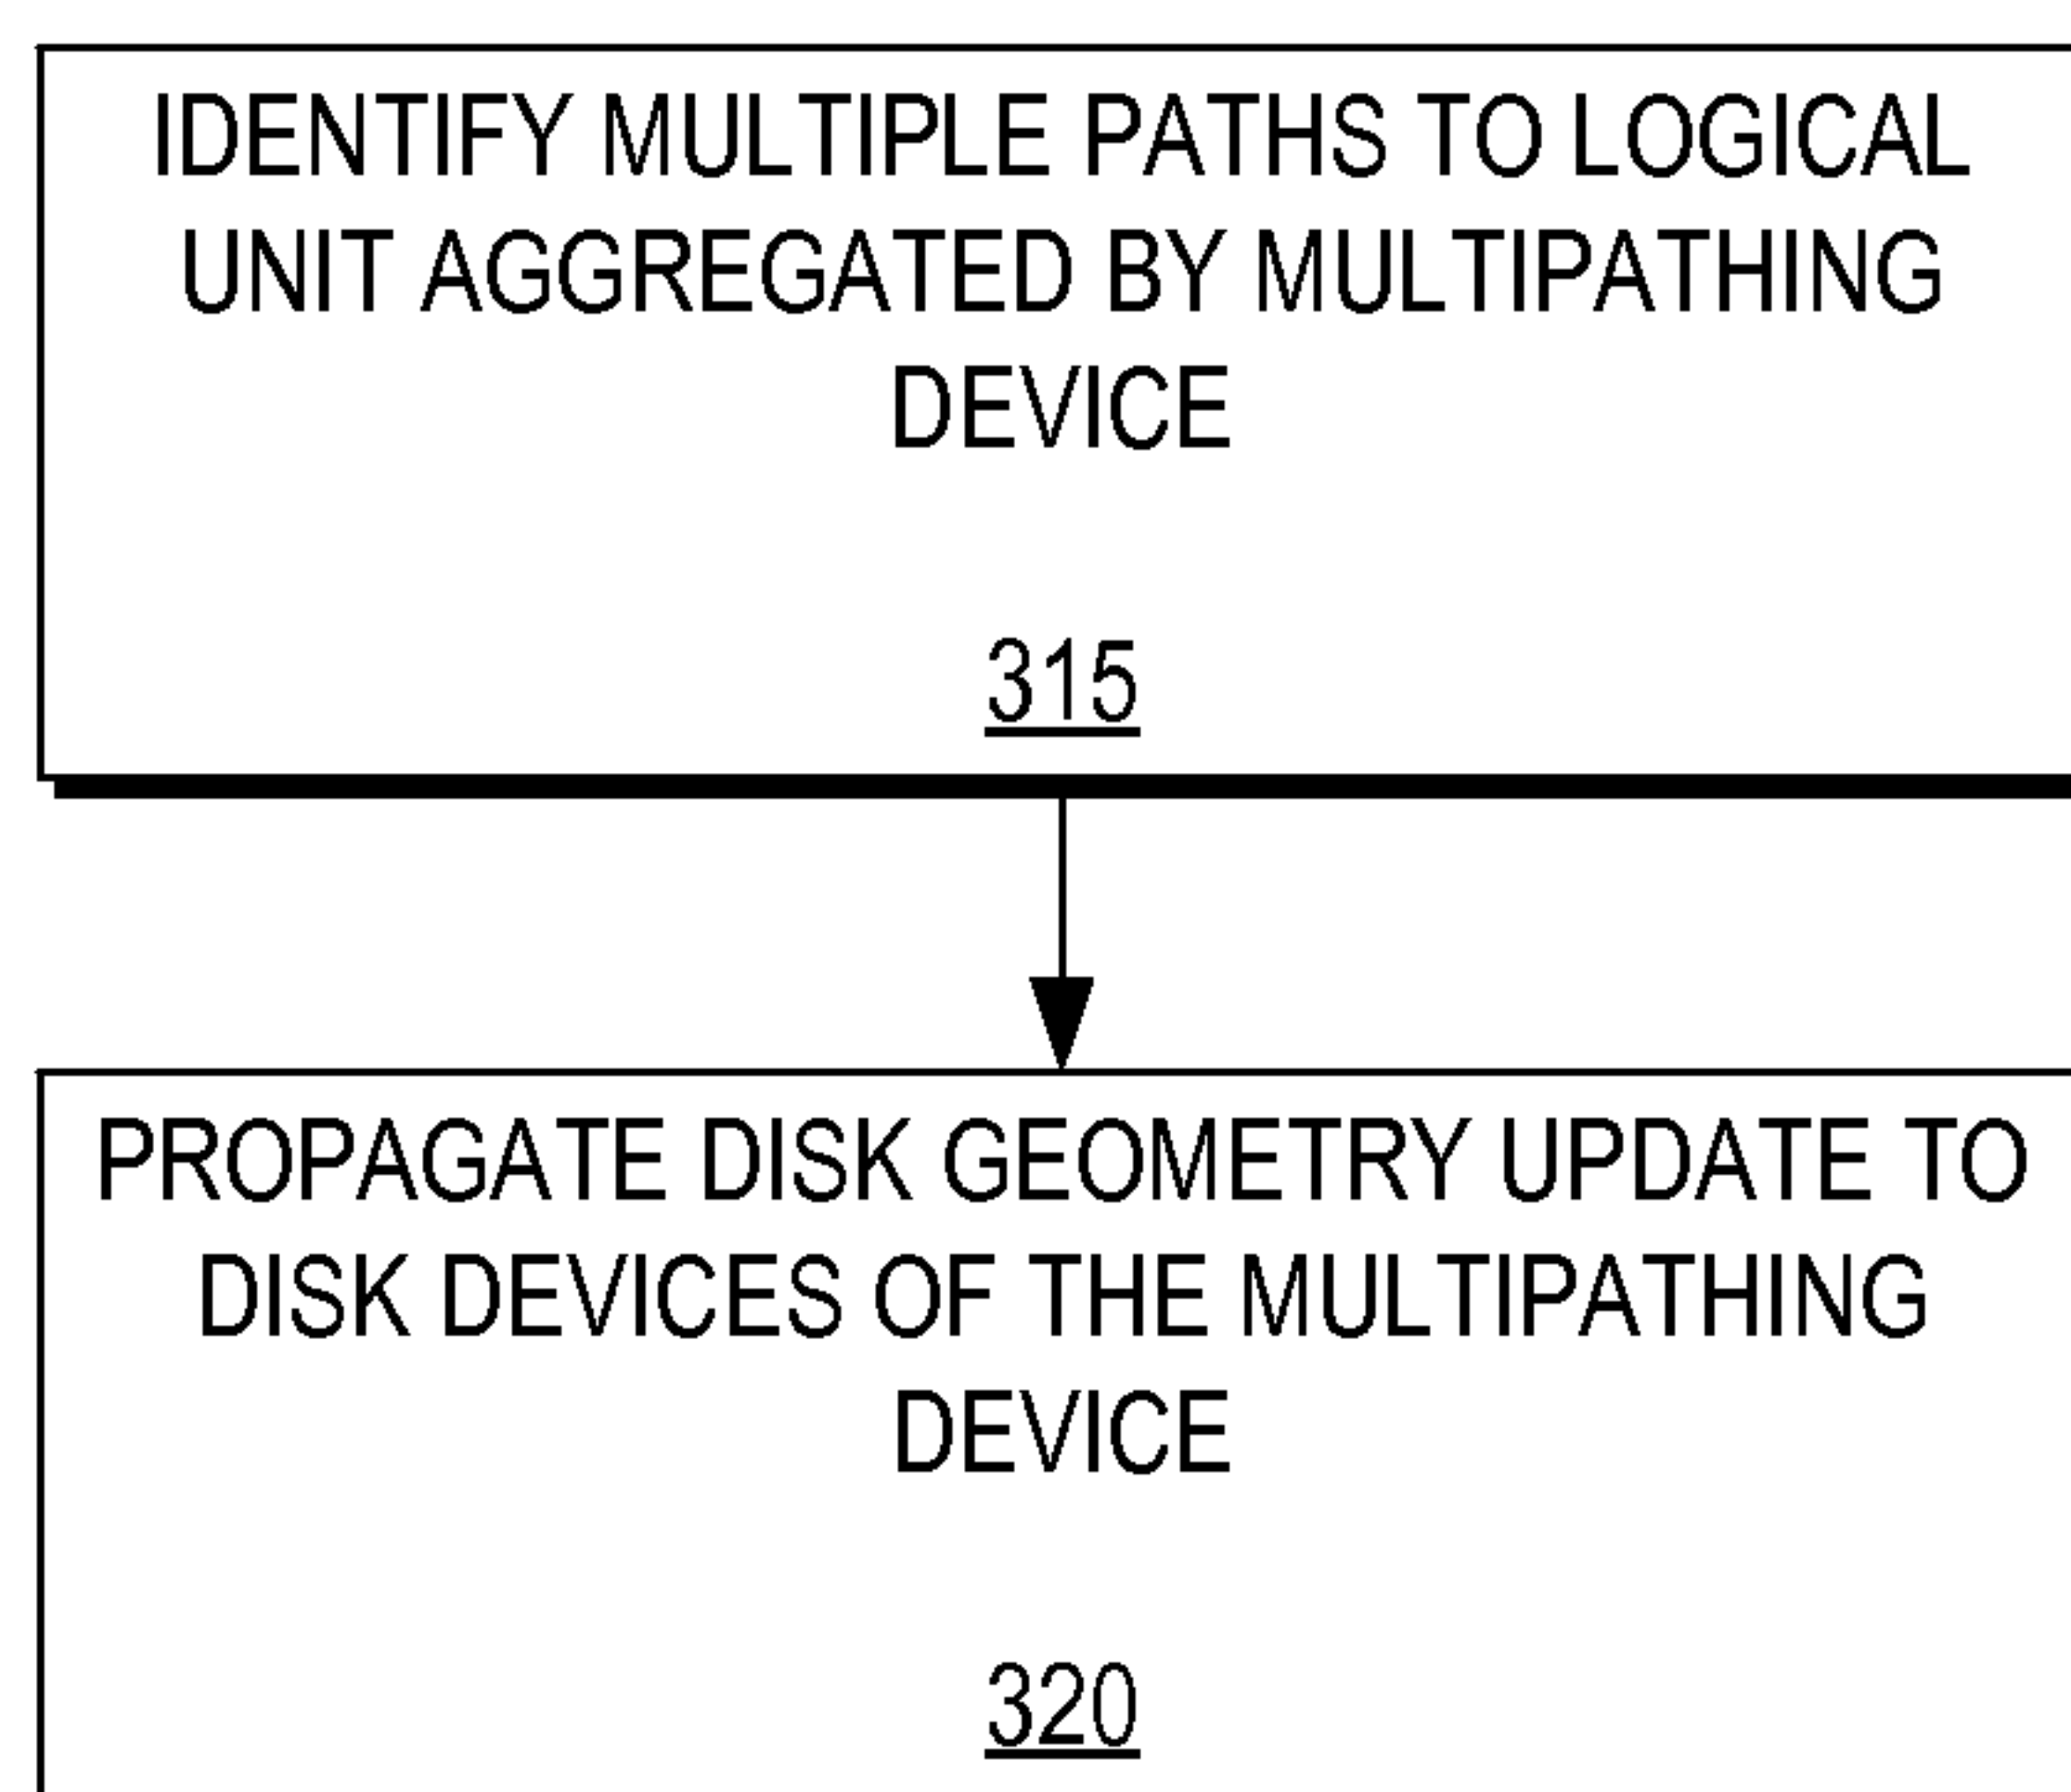 IDENTIFY MULTIPLE PATHS TO LOGICAL
UNIT AGGREGATED BY MULTIPATHING
DEVICE
315
PROPAGATE DISK GEOMETRY UPDATE TO
DISK DEVICES OF THE MULTIPATHING
DEVICE
320